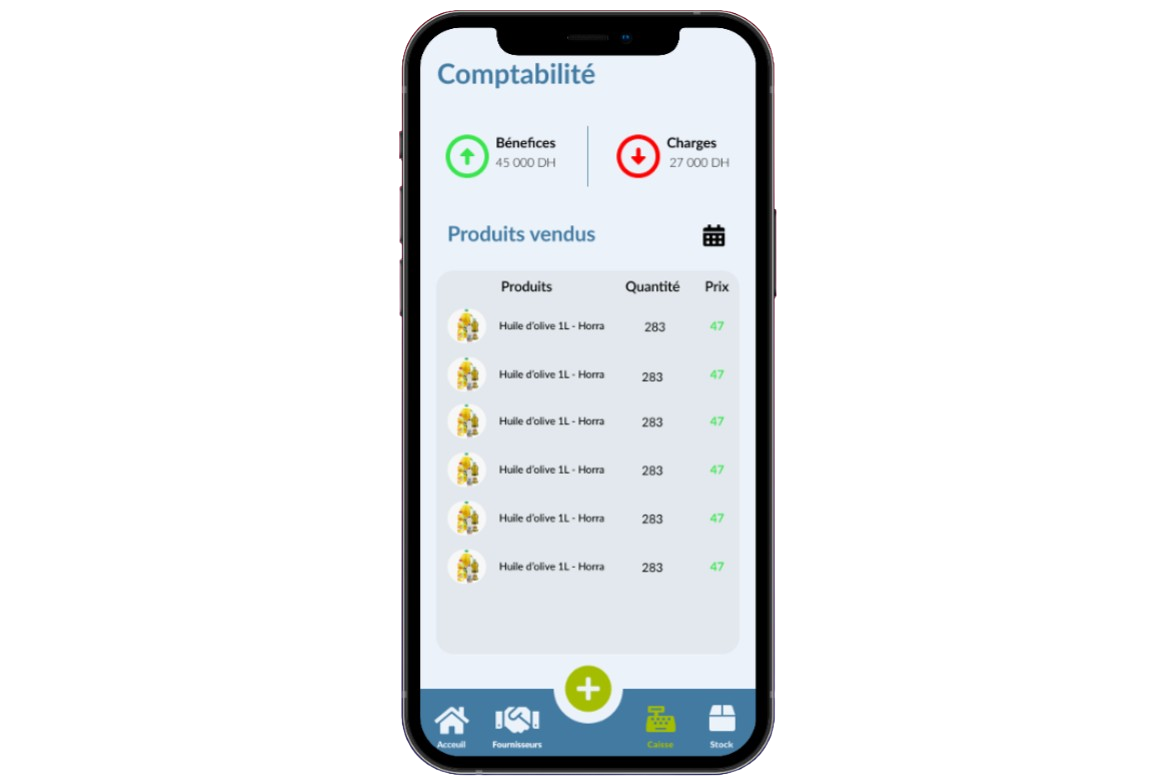 Comptabilité
Bénefices
45 000 DH
Charges
27 000 DH
Produits vendus
Produits Quantité Prix
Huile d'olive 1L - Horra 283 47
Huile d'olive 1L - Horra 283 47
Huile d'olive 1L - Horra 283 47
Huile d'olive 1L - Horra 283 47
Huile d'olive 1L - Horra 283 47
Huile d'olive 1L - Horra 283 47
Acceuil Fournisseurs Caisse Stock